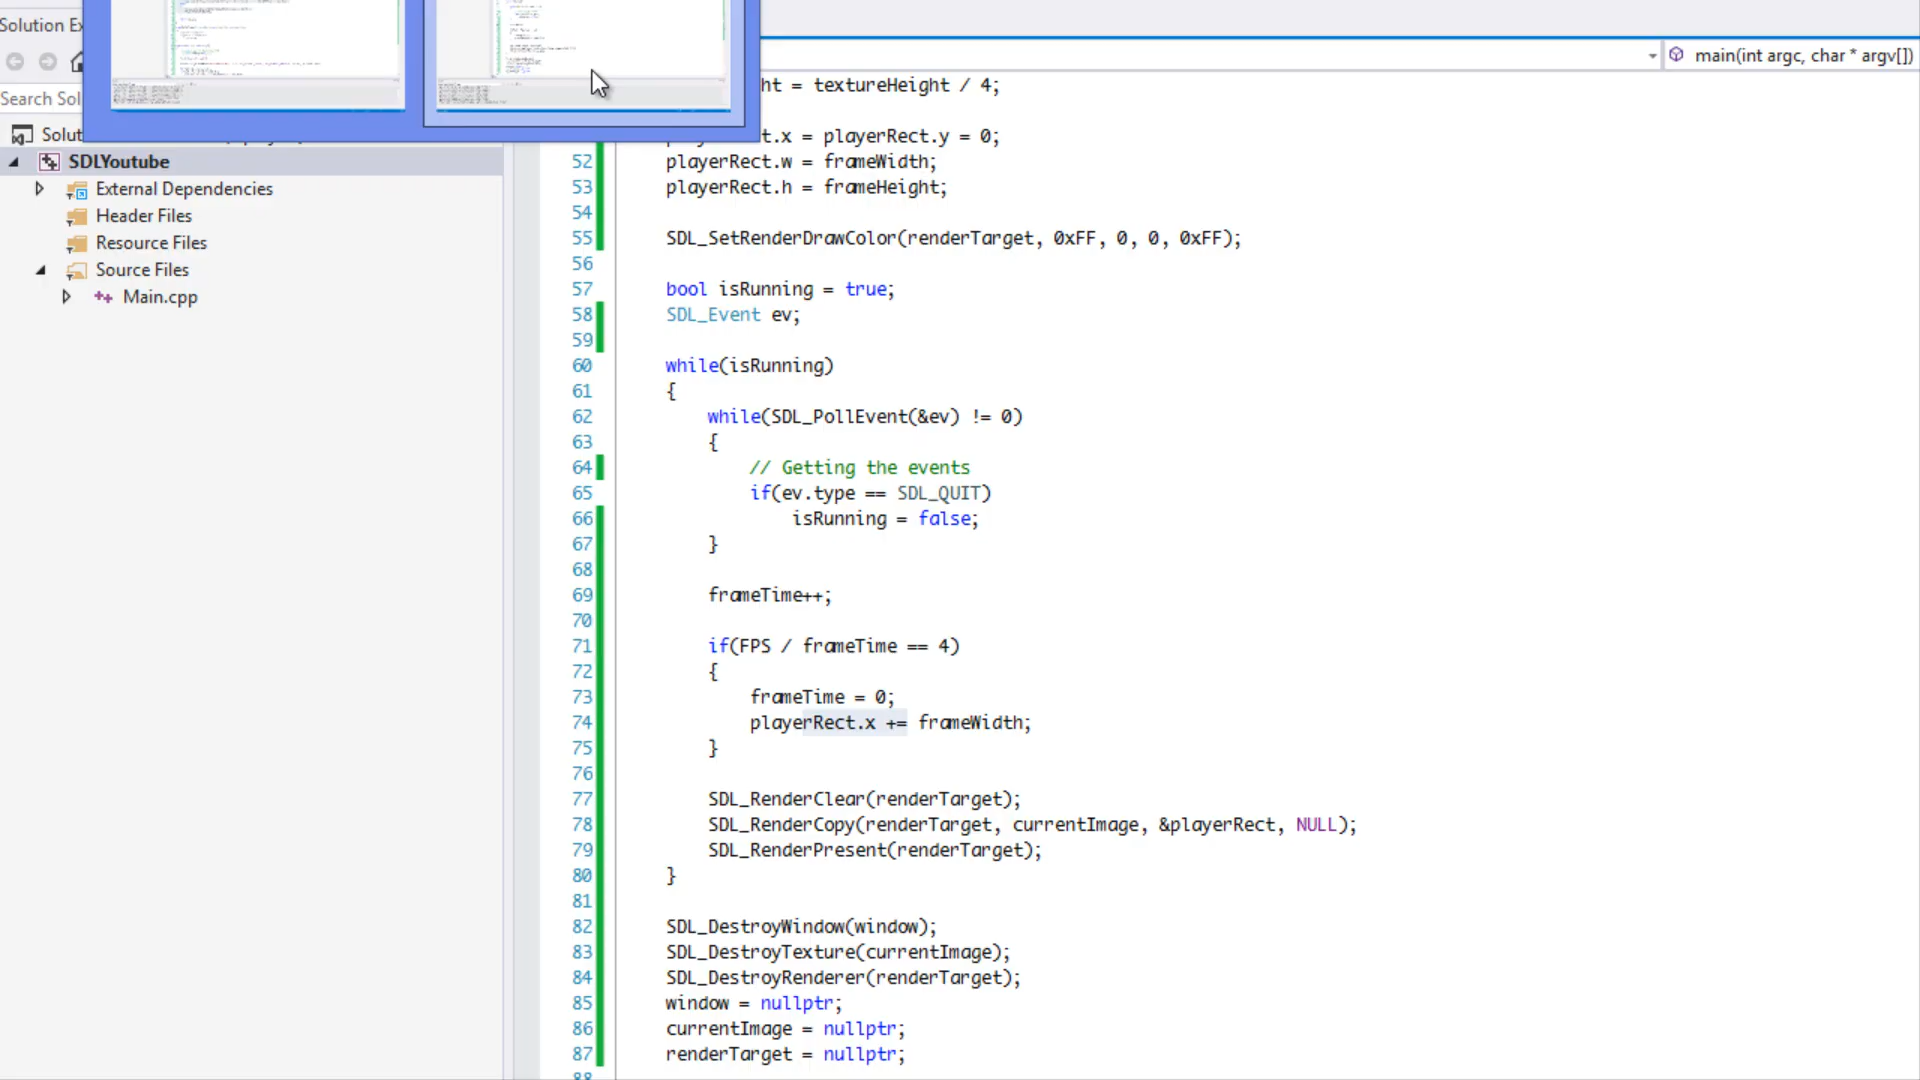 Solution Ex
main(int argc, char * argv[])
Search Sol
Solut
SDLYoutube
External Dependencies
Header Files
Resource Files
Source Files
Main.cpp
ht = textureHeight / 4;
t.x = playerRect.y = 0;
52 playerRect.w = frameWidth;
53 playerRect.h = frameHeight;
54
55 SDL_SetRenderDrawColor(renderTarget, 0xFF, 0, 0, 0xFF);
56
57 bool isRunning = true;
58 SDL_Event ev;
59
60 while(isRunning)
61 {
62 while(SDL_PollEvent(&ev) != 0)
63 {
64 // Getting the events
65 if(ev.type == SDL_QUIT)
66 isRunning = false;
67 }
68
69 frameTime++;
70
71 if(FPS / frameTime == 4)
72 {
73 frameTime = 0;
74 playerRect.x += frameWidth;
75 }
76
77 SDL_RenderClear(renderTarget);
78 SDL_RenderCopy(renderTarget, currentImage, &playerRect, NULL);
79 SDL_RenderPresent(renderTarget);
80 }
81
82 SDL_DestroyWindow(window);
83 SDL_DestroyTexture(currentImage);
84 SDL_DestroyRenderer(renderTarget);
85 window = nullptr;
86 currentImage = nullptr;
87 renderTarget = nullptr;
88